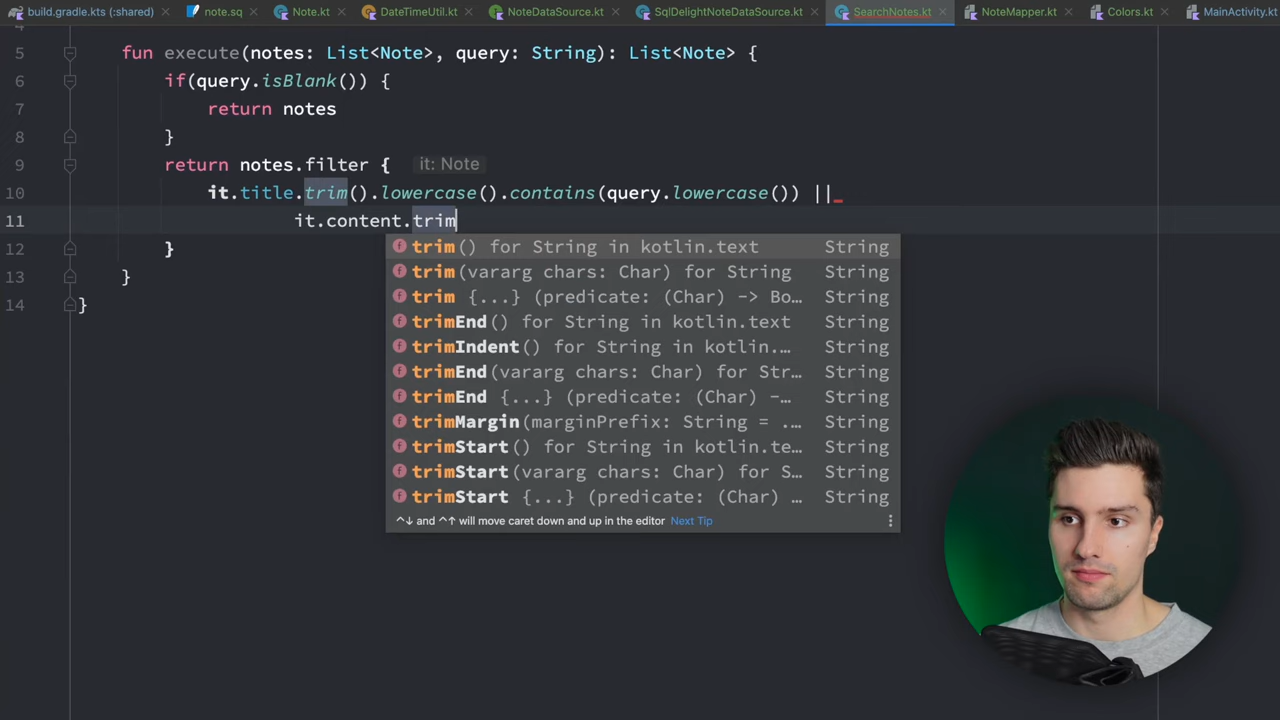 build.gradle.kts (:shared) note.sq Note.kt DateTimeUtil.kt NoteDataSource.kt SqlDelightNoteDataSource.kt SearchNotes.kt NoteMapper.kt Colors.kt MainActivity.kt
5 fun execute(notes: List<Note>, query: String): List<Note> {
6 if(query.isBlank()) {
7 return notes
8 }
9 return notes.filter { it: Note
10 it.title.trim().lowercase().contains(query.lowercase()) ||
11 it.content.trim
12 }
13 }
14 }
trim() for String in kotlin.text String
trim(vararg chars: Char) for String String
trim {...} (predicate: (Char) -> Bo... String
trimEnd() for String in kotlin.text String
trimIndent() for String in kotlin.... String
trimEnd(vararg chars: Char) for Str... String
trimEnd {...} (predicate: (Char) -... String
trimMargin(marginPrefix: String = ... String
trimStart() for String in kotlin.te... String
trimStart(vararg chars: Char) for S... String
trimStart {...} (predicate: (Char) ... String
^↓ and ^↑ will move caret down and up in the editor Next Tip